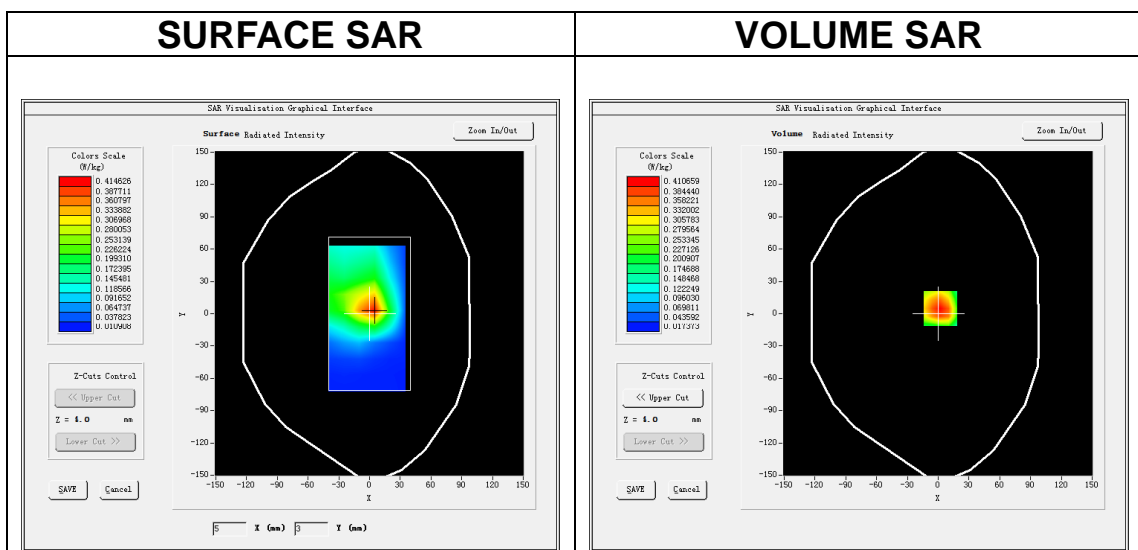 SURFACE SAR
VOLUME SAR
SAR Visualisation Graphical Interface
Surface Radiated Intensity
Zoom In/Out
Colors Scale
(W/kg)
0.414626
0.387711
0.360797
0.333882
0.306968
0.280053
0.253139
0.226224
0.199310
0.172395
0.145481
0.118566
0.091652
0.064737
0.037823
0.010908
150
120
90
60
30
0
-30
-60
-90
-120
-150
Y
-150 -120 -90 -60 -30 0 30 60 90 120 150
X
Z-Cuts Control
<< Upper Cut
Z = 4.0 mm
Lower Cut >>
SAVE Cancel
5 X (mm) 3 Y (mm)
SAR Visualisation Graphical Interface
Volume Radiated Intensity
Zoom In/Out
Colors Scale
(W/kg)
0.410659
0.384440
0.358221
0.332002
0.305783
0.279564
0.253345
0.227126
0.200907
0.174688
0.148468
0.122249
0.096030
0.069811
0.043592
0.017373
150
120
90
60
30
0
-30
-60
-90
-120
-150
Y
-150 -120 -90 -60 -30 0 30 60 90 120 150
X
Z-Cuts Control
<< Upper Cut
Z = 4.0 mm
Lower Cut >>
SAVE Cancel